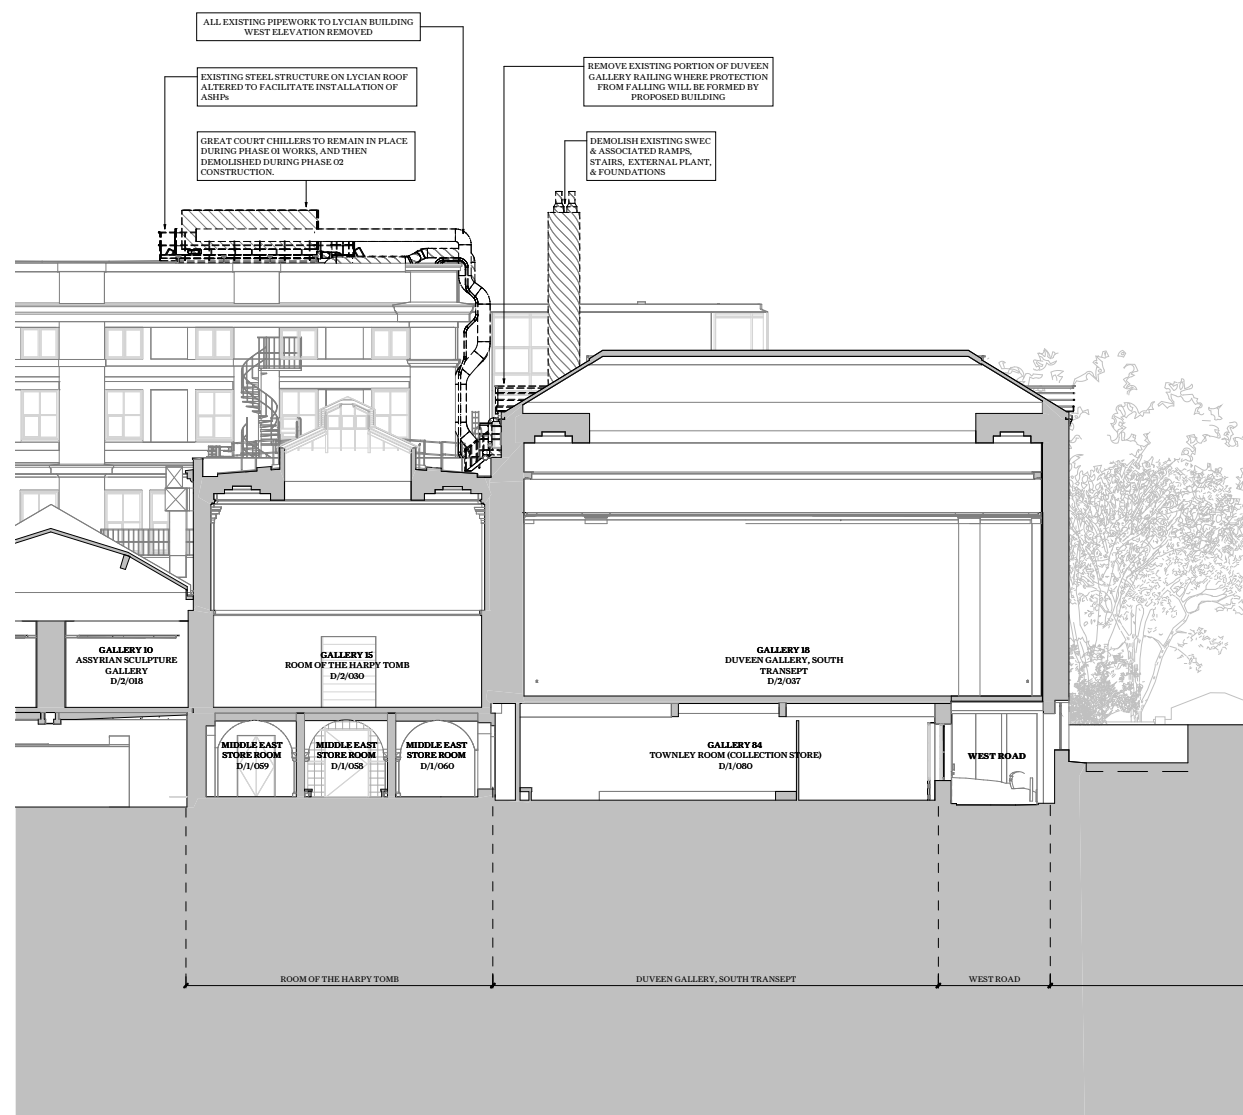 ALL EXISTING PIPEWORK TO LYCIAN BUILDING
WEST ELEVATION REMOVED
EXISTING STEEL STRUCTURE ON LYCIAN ROOF
ALTERED TO FACILITATE INSTALLATION OF
ASHPs
GREAT COURT CHILLERS TO REMAIN IN PLACE
DURING PHASE 01 WORKS, AND THEN
DEMOLISHED DURING PHASE 02
CONSTRUCTION.
REMOVE EXISTING PORTION OF DUVEEN
GALLERY RAILING WHERE PROTECTION
FROM FALLING WILL BE FORMED BY
PROPOSED BUILDING
DEMOLISH EXISTING SWEC
& ASSOCIATED RAMPS,
STAIRS, EXTERNAL PLANT,
& FOUNDATIONS
GALLERY 10
ASSYRIAN SCULPTURE
GALLERY
D/2/018
GALLERY 15
ROOM OF THE HARPY TOMB
D/2/030
GALLERY 18
DUVEEN GALLERY, SOUTH
TRANSEPT
D/2/037
MIDDLE EAST
STORE ROOM
D/1/059
MIDDLE EAST
STORE ROOM
D/1/058
MIDDLE EAST
STORE ROOM
D/1/060
GALLERY 84
TOWNLEY ROOM (COLLECTION STORE)
D/1/080
WEST ROAD
ROOM OF THE HARPY TOMB
DUVEEN GALLERY, SOUTH TRANSEPT
WEST ROAD